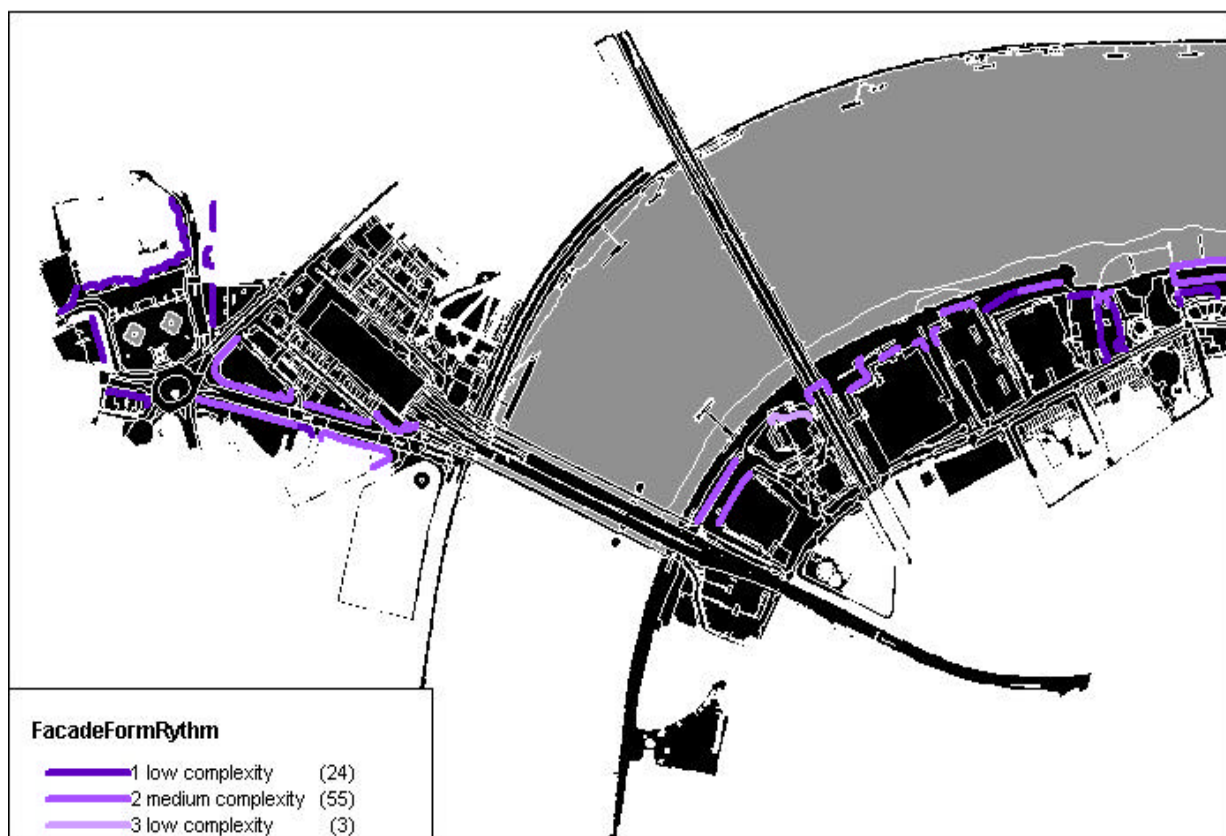 FacadeFormRythm
1 low complexity (24)
2 medium complexity (55)
3 low complexity (3)